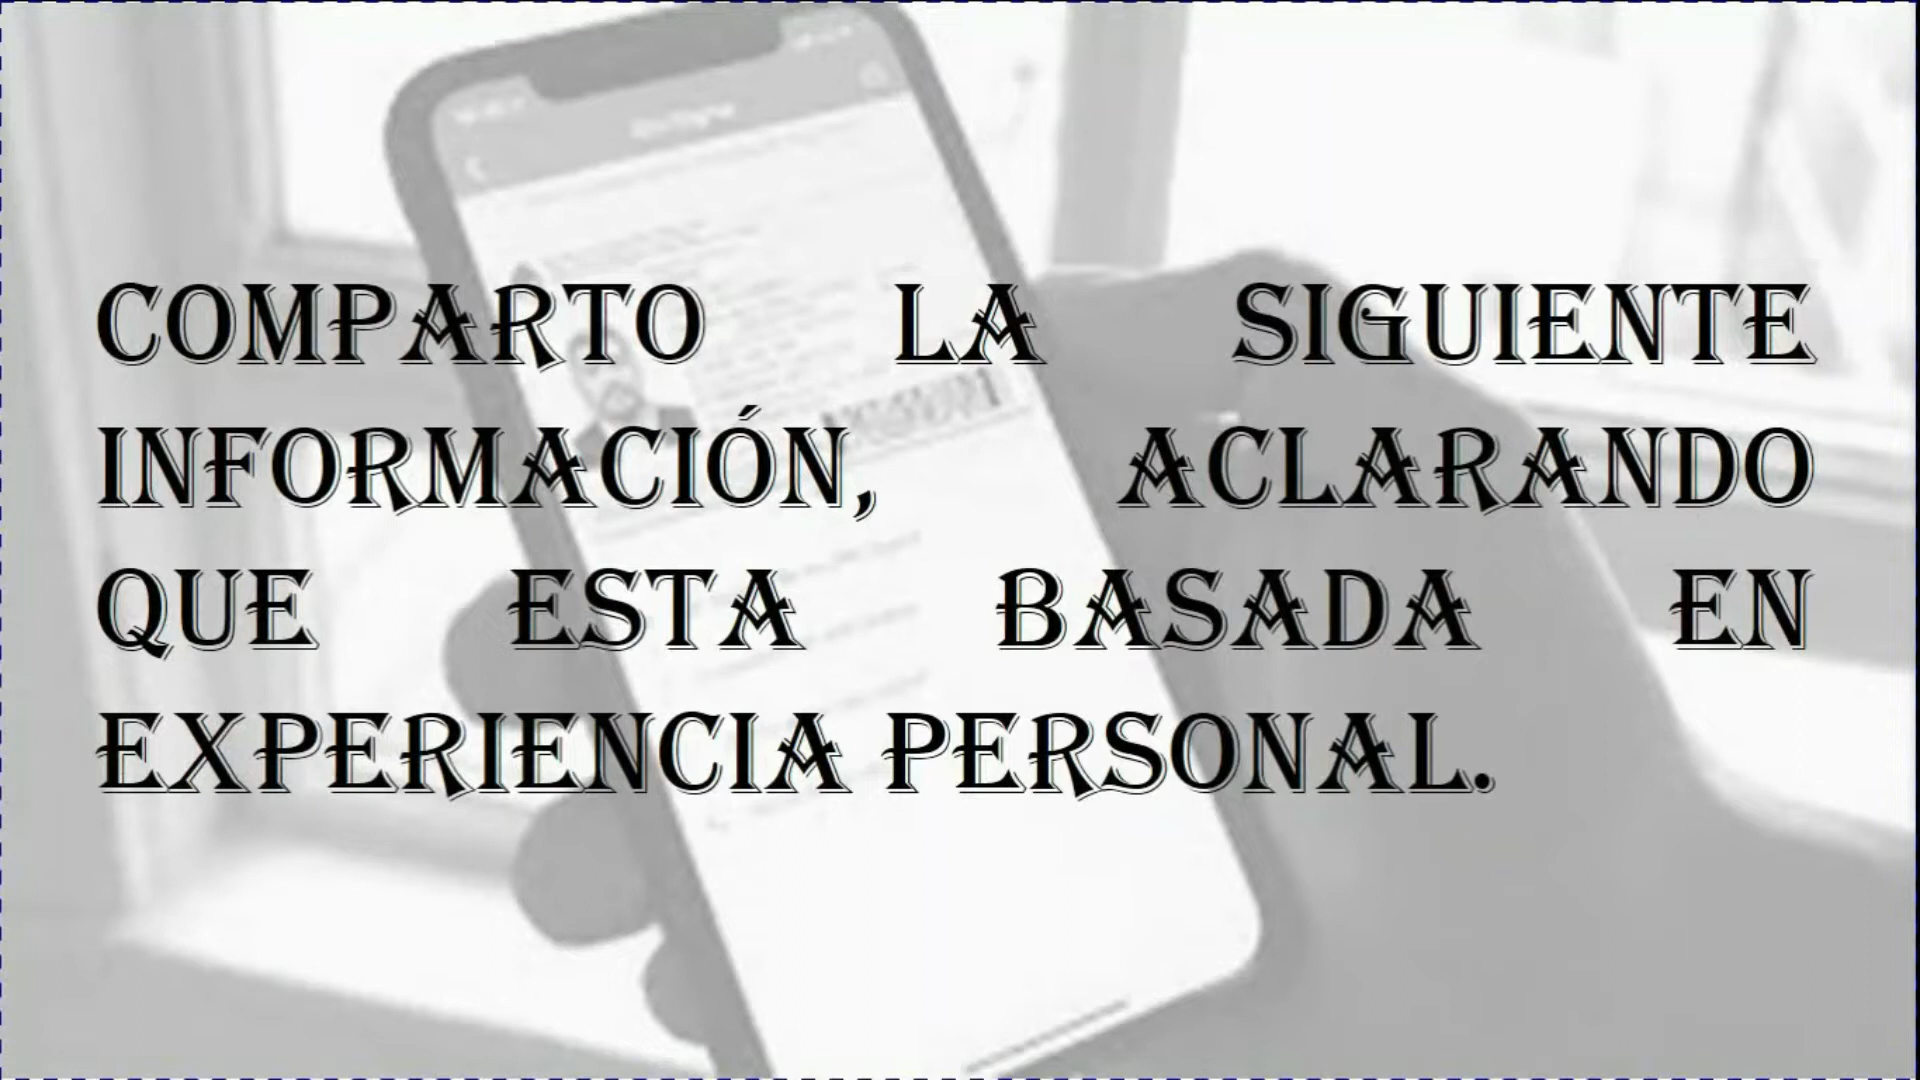 COMPARTO LA SIGUIENTE
INFORMACIÓN, ACLARANDO
QUE ESTA BASADA EN
EXPERIENCIA PERSONAL.